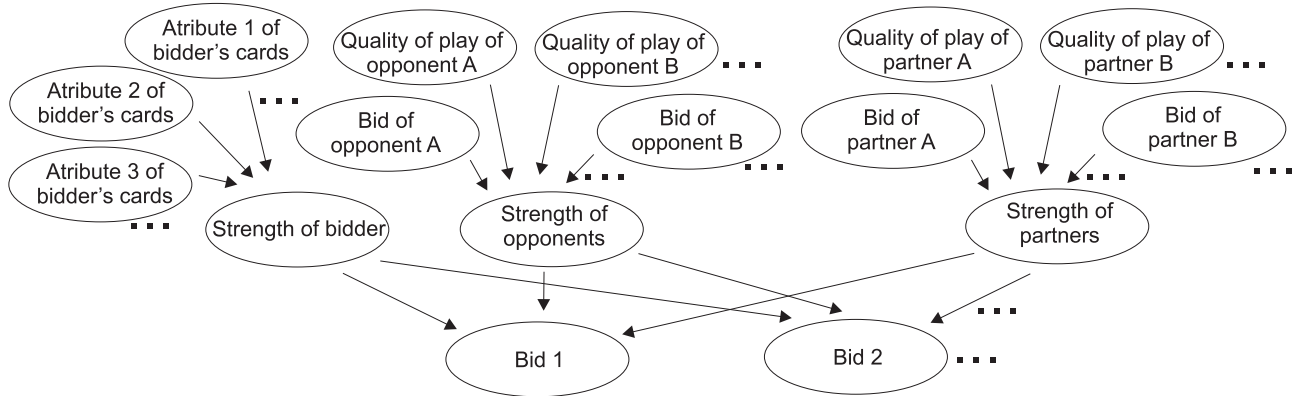 Atribute 1 of
bidder's cards
Quality of play of
opponent A
Quality of play of
opponent B
Quality of play of
partner A
Quality of play of
partner B
Atribute 2 of
bidder's cards
Bid of
opponent A
Bid of
opponent B
Bid of
partner A
Bid of
partner B
Atribute 3 of
bidder's cards
Strength of bidder
Strength of
opponents
Strength of
partners
Bid 1
Bid 2